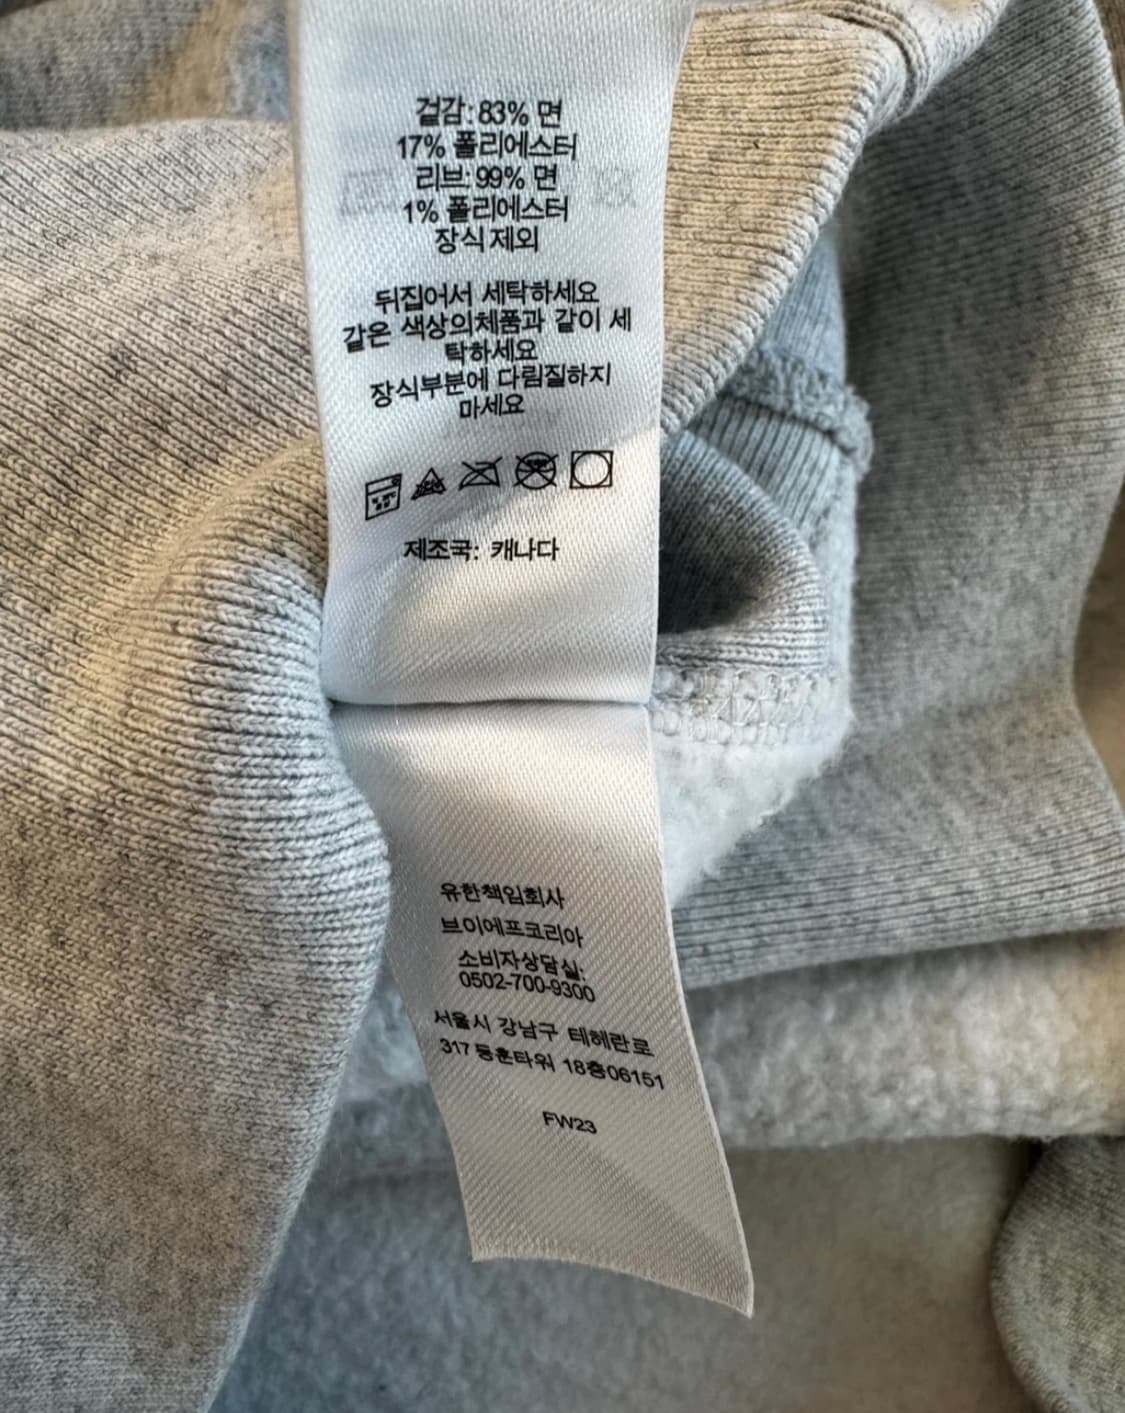 겉감: 83% 면
17% 폴리에스터
리브: 99% 면
1% 폴리에스터
장식 제외
뒤집어서 세탁하세요
같은 색상의제품과 같이 세
탁하세요
장식부분에 다림질하지
마세요
제조국: 캐나다
유한책임회사
브이에프코리아
소비자상담실:
0502-700-9300
서울시 강남구 테헤란로
317 동훈타워 18층06151
FW23